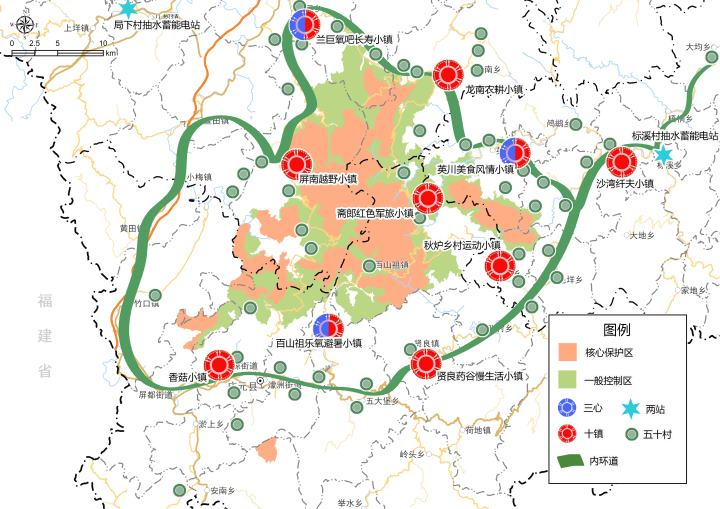 上垟镇
局下村抽水蓄能电站
0 2.5 5 10
km
兰巨氧吧长寿小镇
大均乡
南乡
龙南农耕小镇
标溪村抽水蓄能电站
英川美食风情小镇
小梅镇
屏南越野小镇
沙湾纤夫小镇
斋郎红色军旅小镇
黄田镇
秋炉乡村运动小镇
大地乡
百山祖镇
家地乡
福
建
省
竹口镇
百山祖乐氧避暑小镇
贤良镇
香菇小镇
贤良药谷慢生活小镇
屏都街道
濛洲街道
五大堡乡
淤上乡
荷地镇
岭头乡
安南乡
举水乡
图例
核心保护区
一般控制区
三心
两站
十镇
五十村
内环道